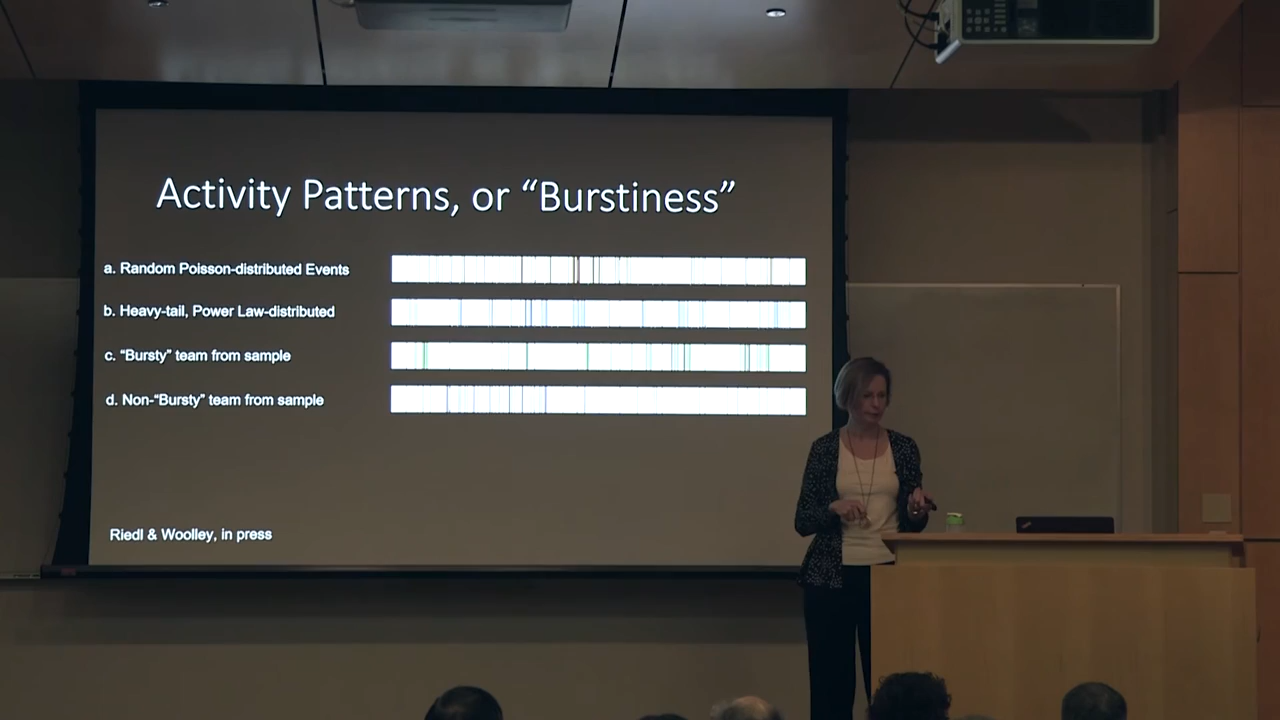 Activity Patterns, or “Burstiness”
a. Random Poisson-distributed Events
b. Heavy-tail, Power Law-distributed
c. “Bursty” team from sample
d. Non-“Bursty” team from sample
Riedl & Woolley, in press